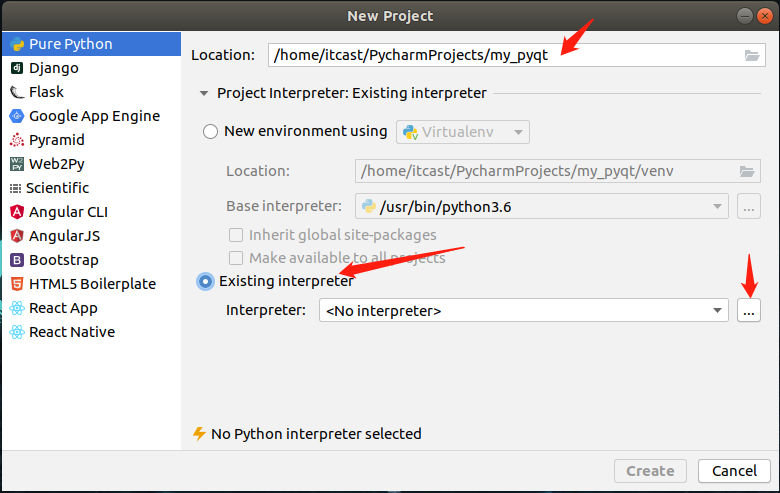 New Project
Pure Python
Django
Flask
Google App Engine
Pyramid
Web2Py
Scientific
Angular CLI
AngularJS
Bootstrap
HTML5 Boilerplate
React App
React Native
Location: /home/itcast/PycharmProjects/my_pyqt
Project Interpreter: Existing interpreter
New environment using Virtualenv
Location: /home/itcast/PycharmProjects/my_pyqt/venv
Base interpreter: /usr/bin/python3.6 ...
Inherit global site-packages
Make available to all projects
Existing interpreter
Interpreter: <No interpreter> ...
No Python interpreter selected
Create Cancel